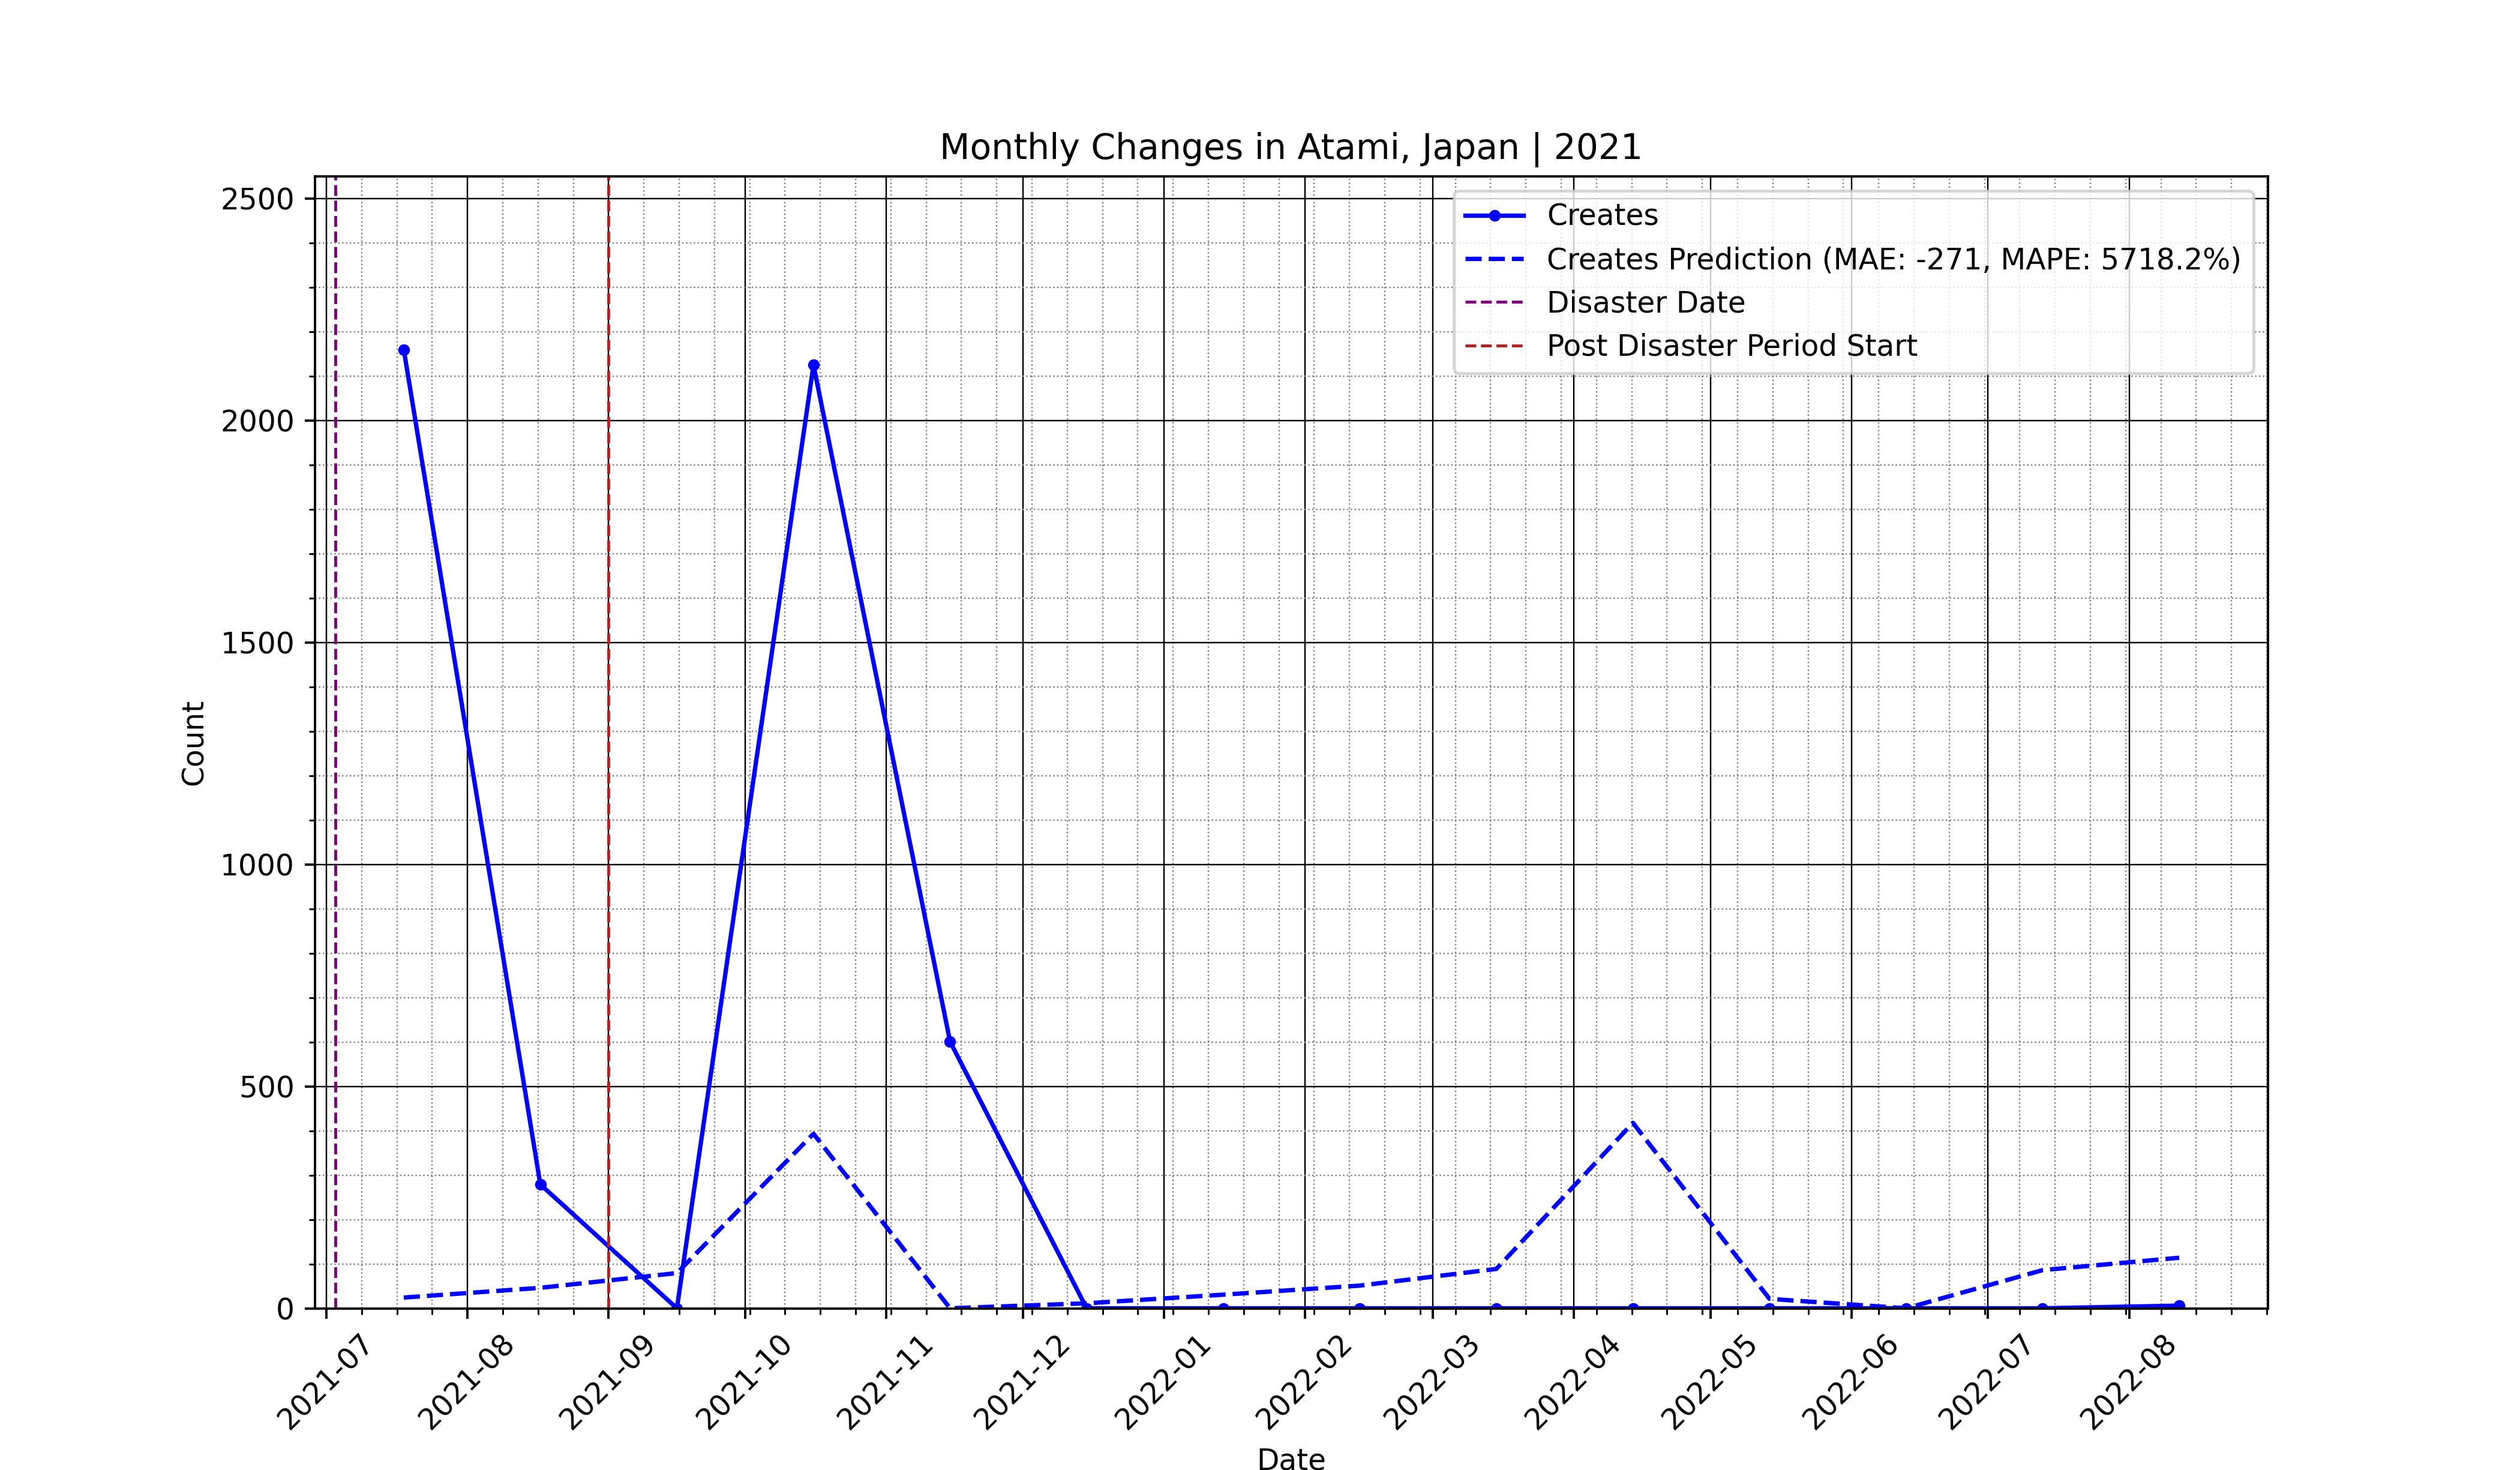 Monthly Changes in Atami, Japan | 2021
Creates
Creates Prediction (MAE: -271, MAPE: 5718.2%)
Disaster Date
Post Disaster Period Start
2500
2000
1500
1000
500
0
Count
2021-07
2021-08
2021-09
2021-10
2021-11
2021-12
2022-01
2022-02
2022-03
2022-04
2022-05
2022-06
2022-07
2022-08
Date